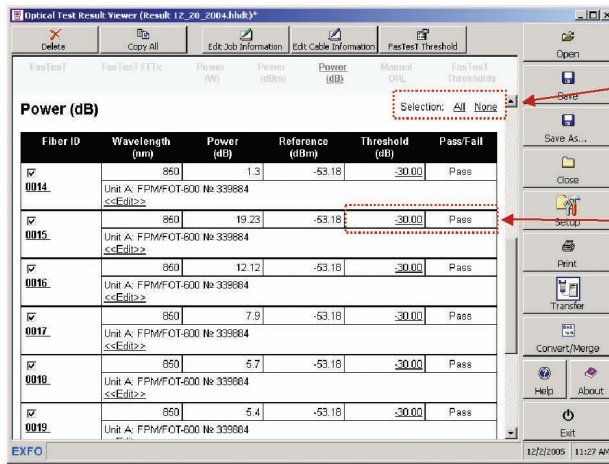 Optical Test Result Viewer (Result 12_20_2004.hhdt)*
Delete
Copy All
Edit Job Information
Edit Cable Information
FasTesT Threshold
FasTesT
FasTesT FTTx
Power (W)
Power (dBm)
Power (dB)
Manual ORL
FasTesT Thresholds
Power (dB)
Selection: All None
Fiber ID Wavelength (nm) Power (dB) Reference (dBm) Threshold (dB) Pass/Fail
0014 850 1.3 -53.18 -30.00 Pass
Unit A: FPM/FOT-600 № 339884
<<Edit>>
0015 850 19.23 -53.18 -30.00 Pass
Unit A: FPM/FOT-600 № 339884
<<Edit>>
0016 850 12.12 -53.18 -30.00 Pass
Unit A: FPM/FOT-600 № 339884
<<Edit>>
0017 850 7.9 -53.18 -30.00 Pass
Unit A: FPM/FOT-600 № 339884
<<Edit>>
0018 850 5.7 -53.18 -30.00 Pass
Unit A: FPM/FOT-600 № 339884
<<Edit>>
0019 850 5.4 -53.18 -30.00 Pass
Unit A: FPM/FOT-600 № 339884
Open
Save
Save As...
Close
Setup
Print
Transfer
Convert/Merge
Help
About
Exit
EXFO
12/2/2005 11:27 AM